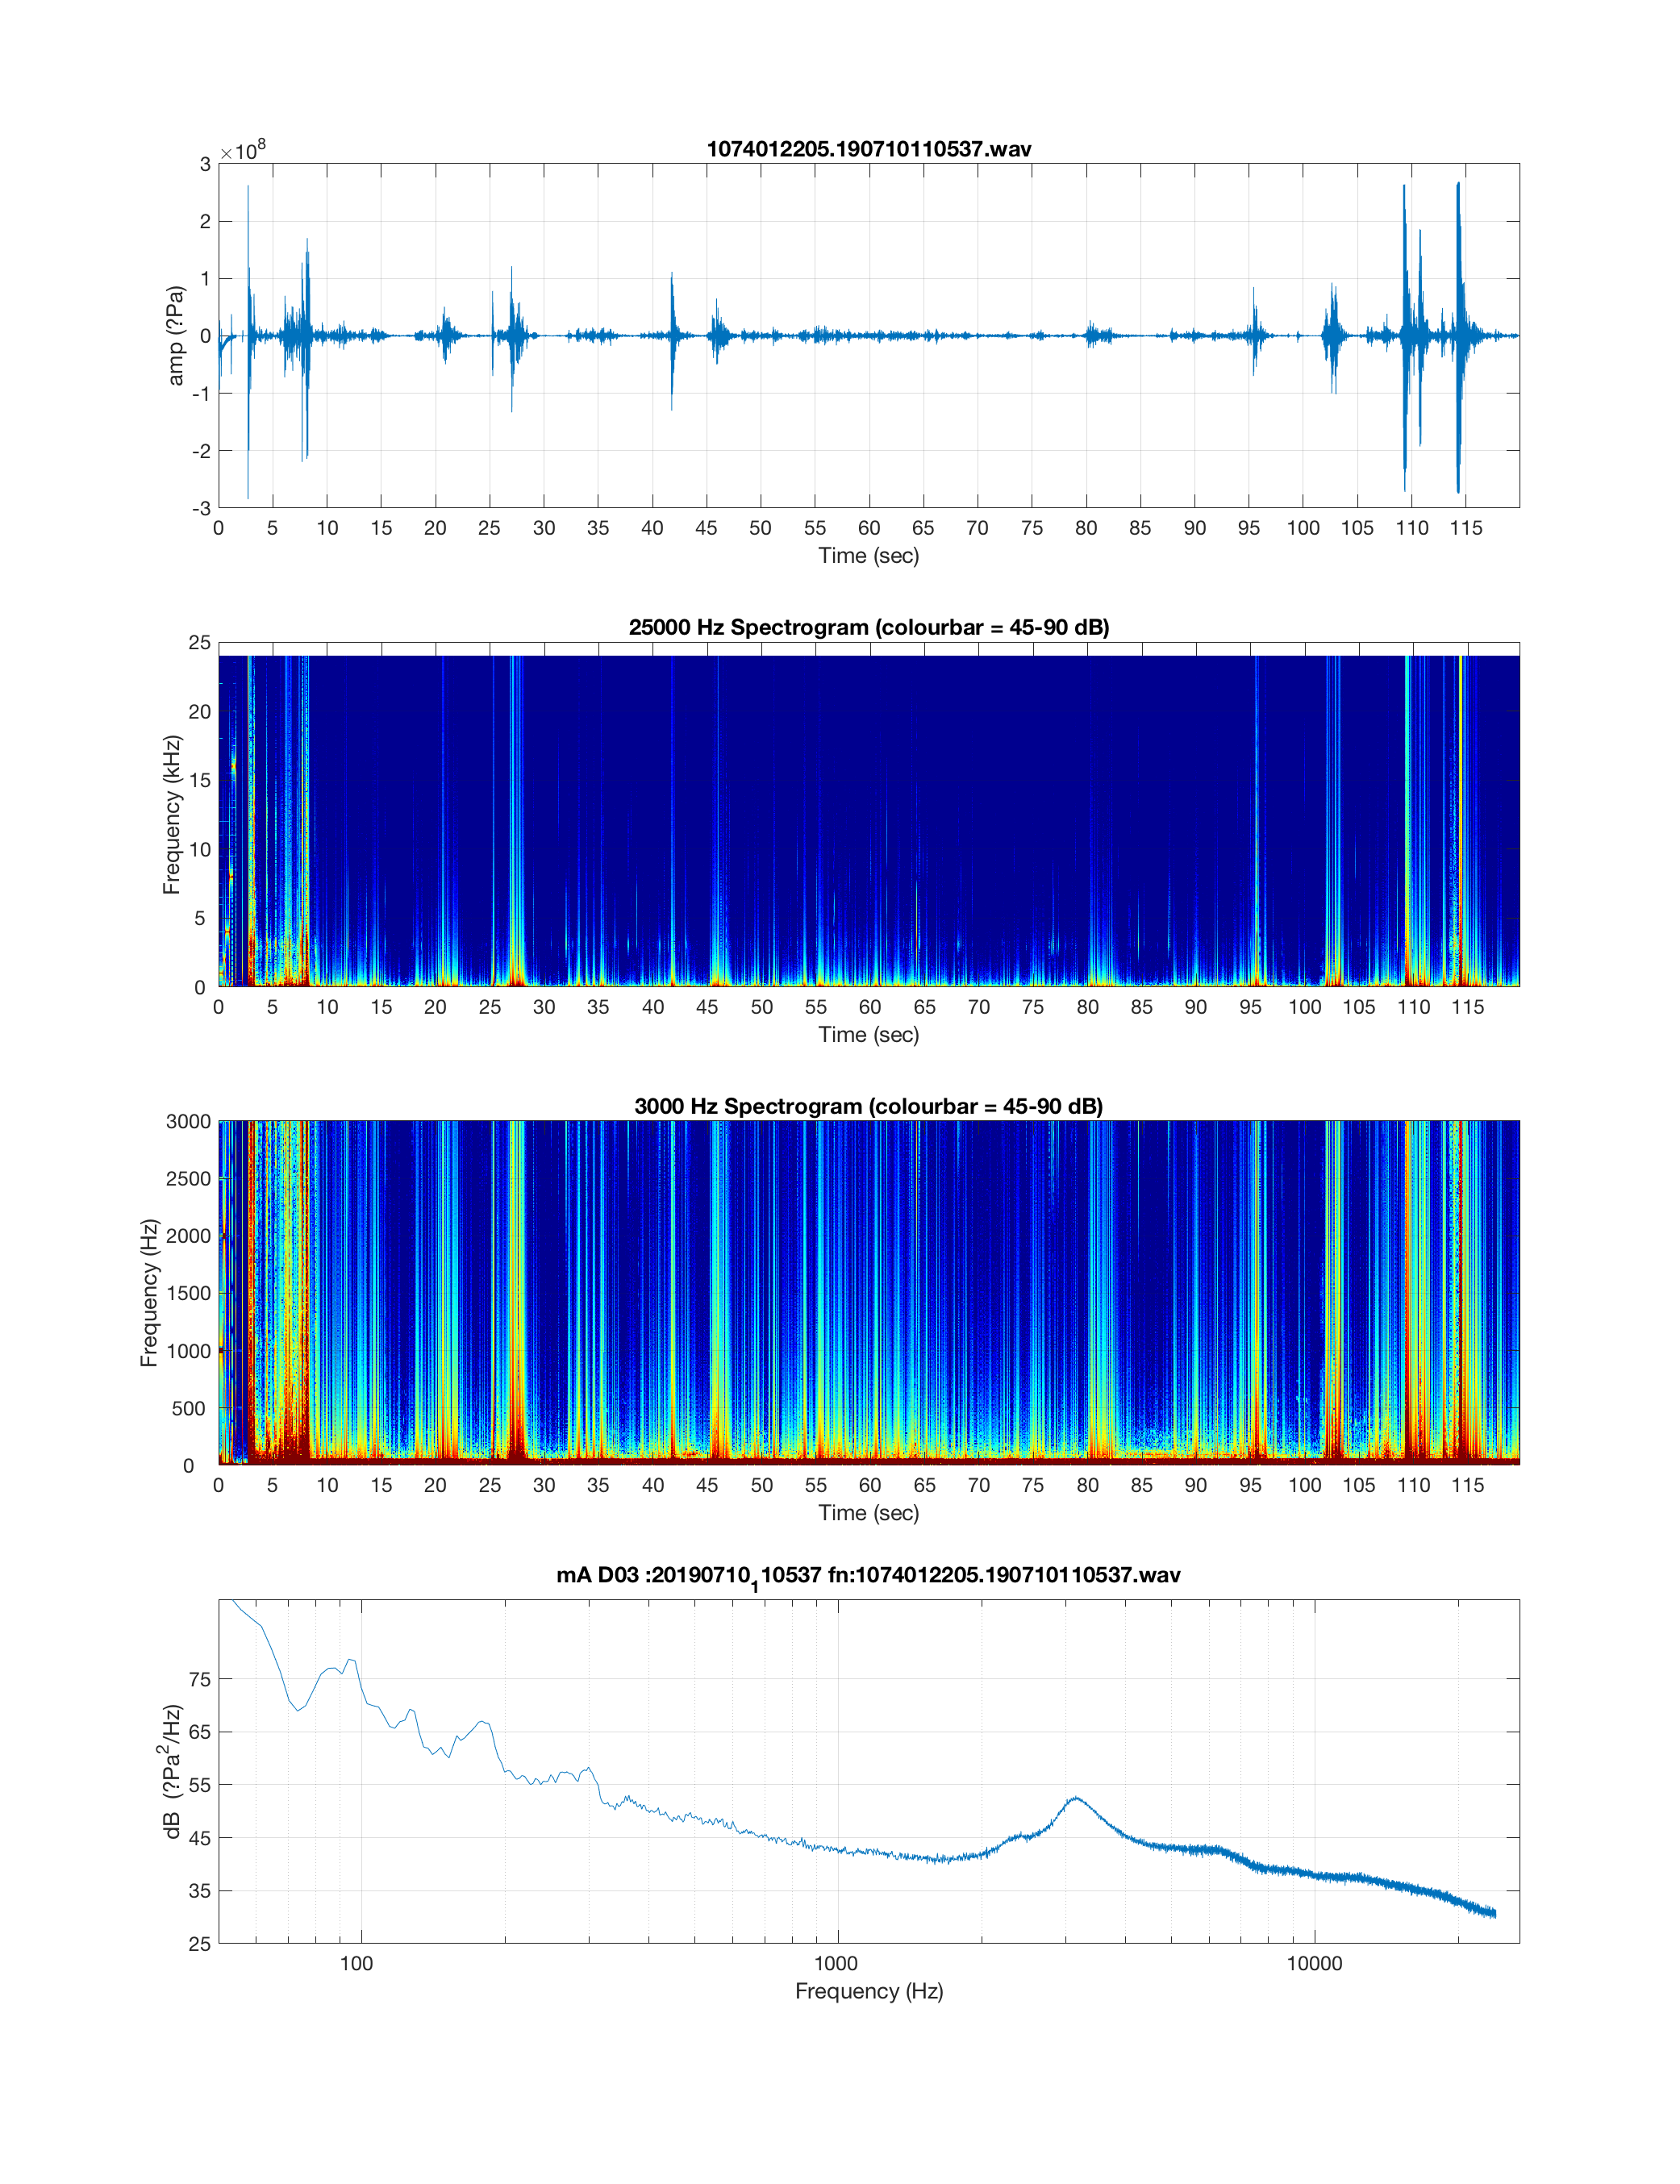 1074012205.190710110537.wav
×10^8
3
2
1
0
-1
-2
-3
amp (?Pa)
0 5 10 15 20 25 30 35 40 45 50 55 60 65 70 75 80 85 90 95 100 105 110 115
Time (sec)
25000 Hz Spectrogram (colourbar = 45-90 dB)
25
20
15
10
5
0
Frequency (kHz)
0 5 10 15 20 25 30 35 40 45 50 55 60 65 70 75 80 85 90 95 100 105 110 115
Time (sec)
3000 Hz Spectrogram (colourbar = 45-90 dB)
3000
2500
2000
1500
1000
500
0
Frequency (Hz)
0 5 10 15 20 25 30 35 40 45 50 55 60 65 70 75 80 85 90 95 100 105 110 115
Time (sec)
mA D03 :20190710_110537 fn:1074012205.190710110537.wav
75
65
55
45
35
25
dB (?Pa²/Hz)
100 1000 10000
Frequency (Hz)